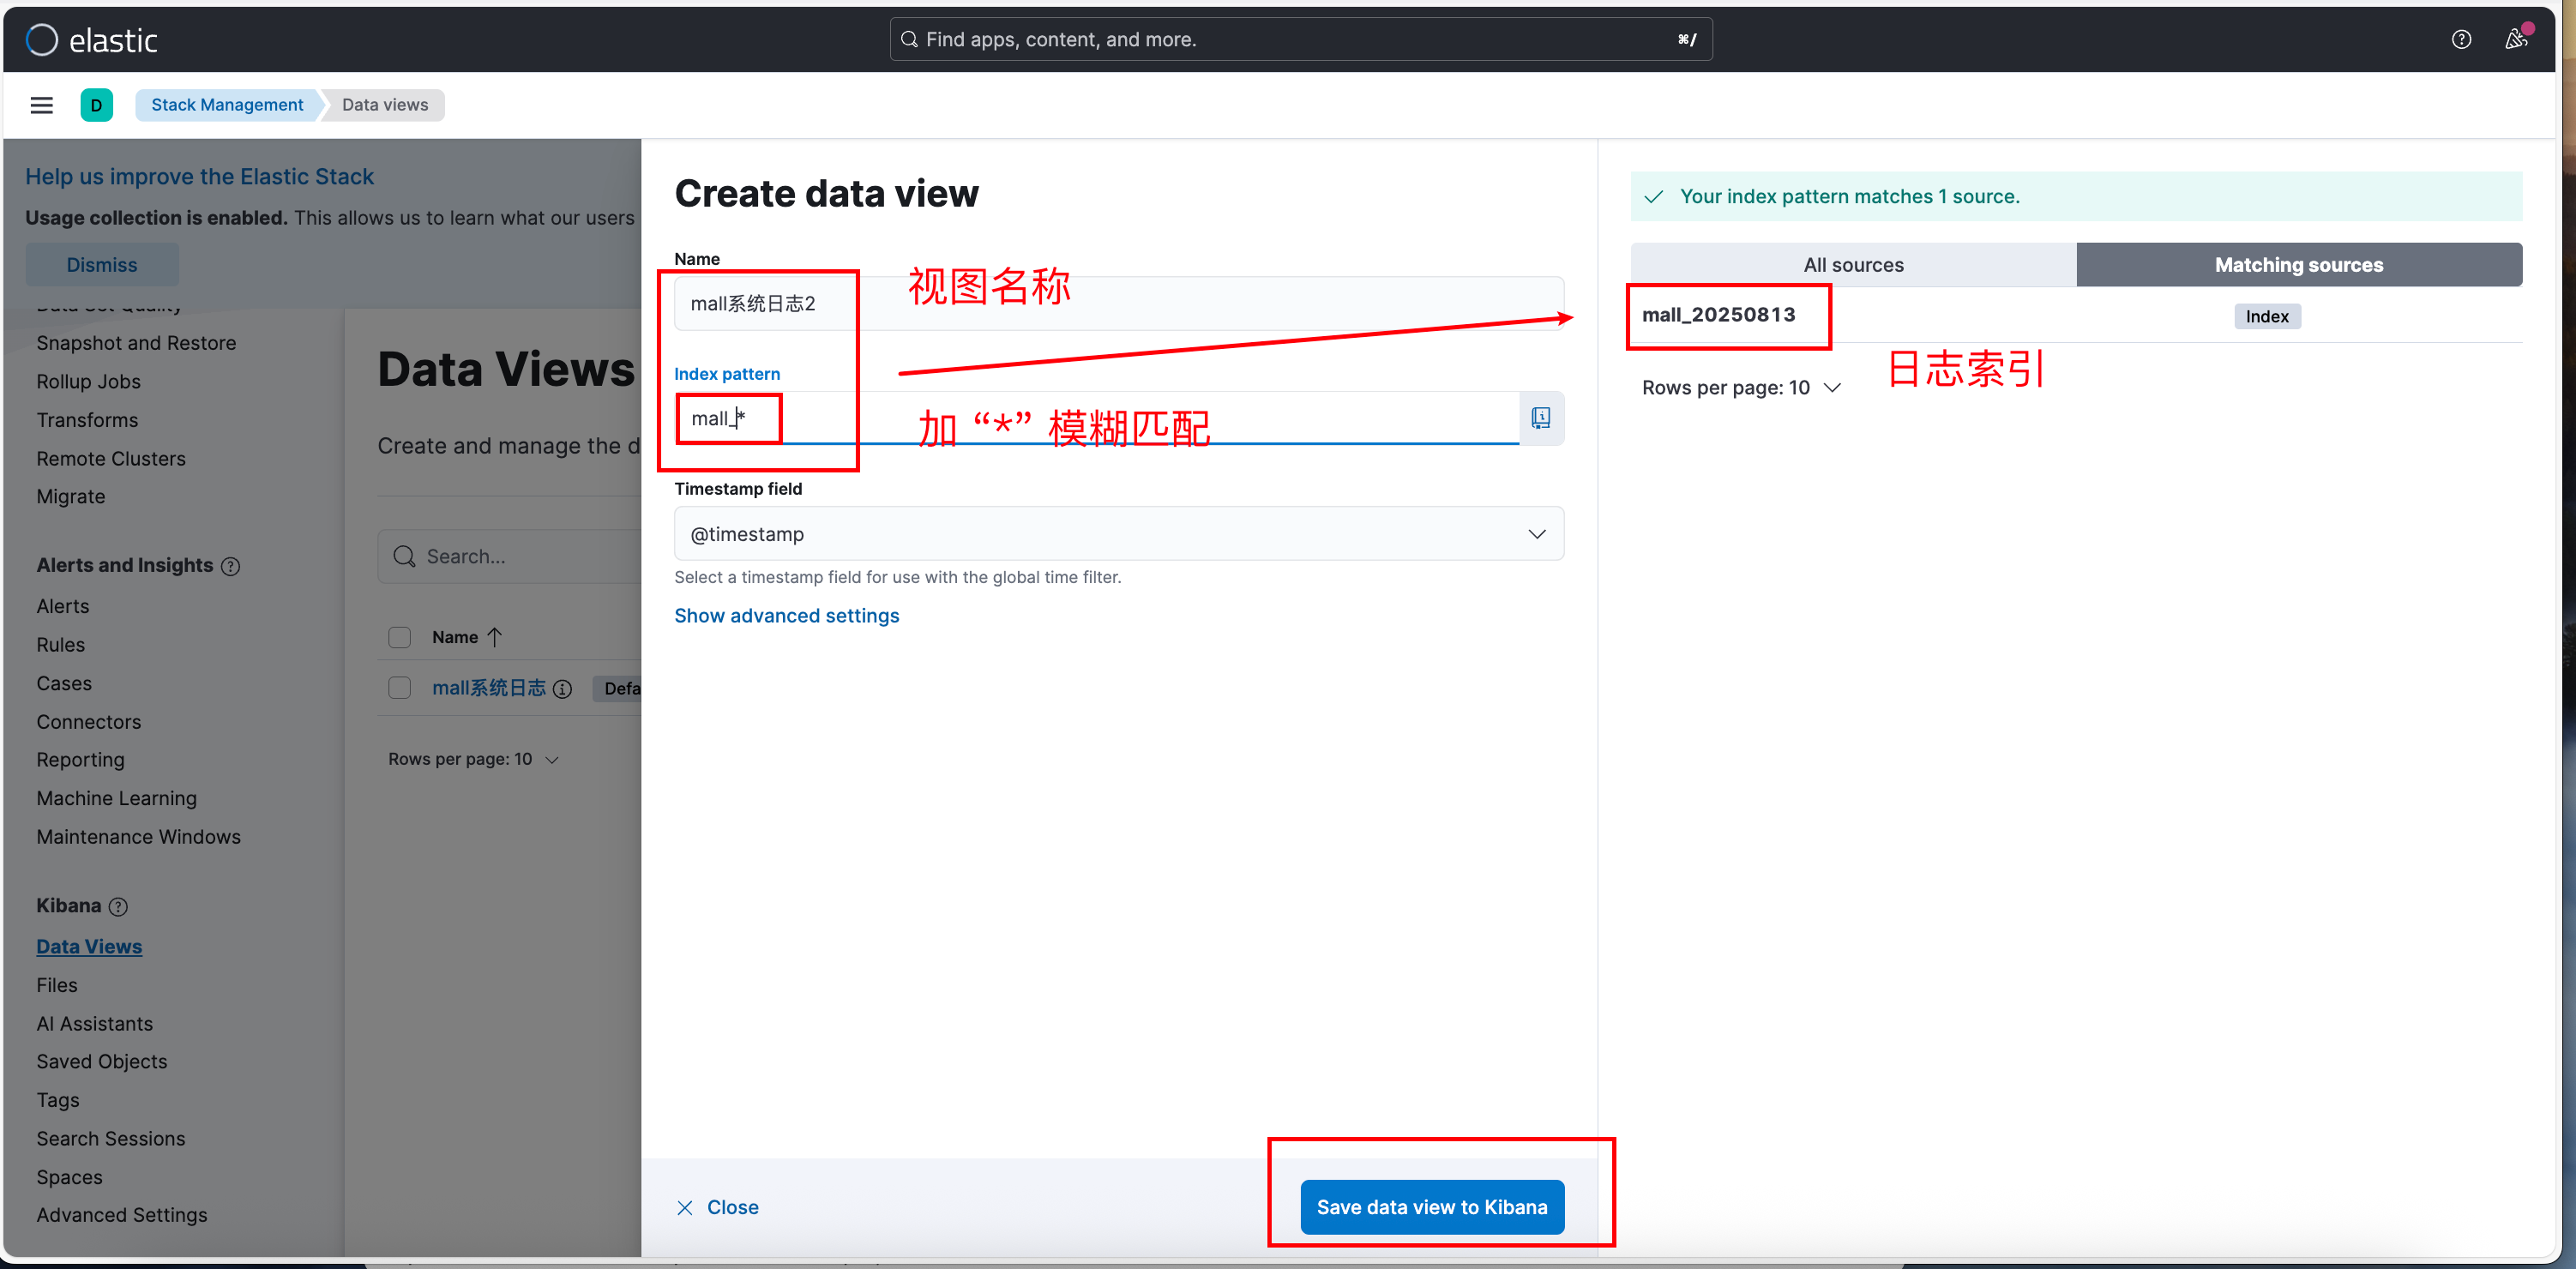 elastic
Find apps, content, and more.
⌘/
D
Stack Management
Data views
Help us improve the Elastic Stack
Usage collection is enabled. This allows us to learn what our users
Dismiss
Data Set Quality
Snapshot and Restore
Rollup Jobs
Transforms
Remote Clusters
Migrate
Alerts and Insights
Alerts
Rules
Cases
Connectors
Reporting
Machine Learning
Maintenance Windows
Kibana
Data Views
Files
AI Assistants
Saved Objects
Tags
Search Sessions
Spaces
Advanced Settings
Data Views
Create and manage the d
Search...
Name ↑
mall系统日志
Defa
Rows per page: 10
Create data view
Name
mall系统日志2
视图名称
Index pattern
mall_*
加 “*” 模糊匹配
Timestamp field
@timestamp
Select a timestamp field for use with the global time filter.
Show advanced settings
Close
Save data view to Kibana
Your index pattern matches 1 source.
All sources
Matching sources
mall_20250813
Index
日志索引
Rows per page: 10